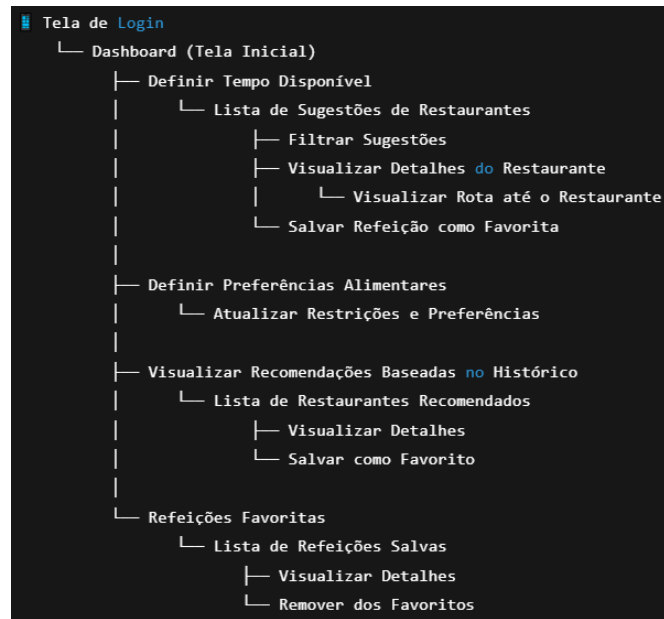 Tela de Login
└── Dashboard (Tela Inicial)
├── Definir Tempo Disponível
│ └── Lista de Sugestões de Restaurantes
│ ├── Filtrar Sugestões
│ ├── Visualizar Detalhes do Restaurante
│ │ └── Visualizar Rota até o Restaurante
│ └── Salvar Refeição como Favorita
│
├── Definir Preferências Alimentares
│ └── Atualizar Restrições e Preferências
│
├── Visualizar Recomendações Baseadas no Histórico
│ └── Lista de Restaurantes Recomendados
│ ├── Visualizar Detalhes
│ └── Salvar como Favorito
│
└── Refeições Favoritas
└── Lista de Refeições Salvas
├── Visualizar Detalhes
└── Remover dos Favoritos